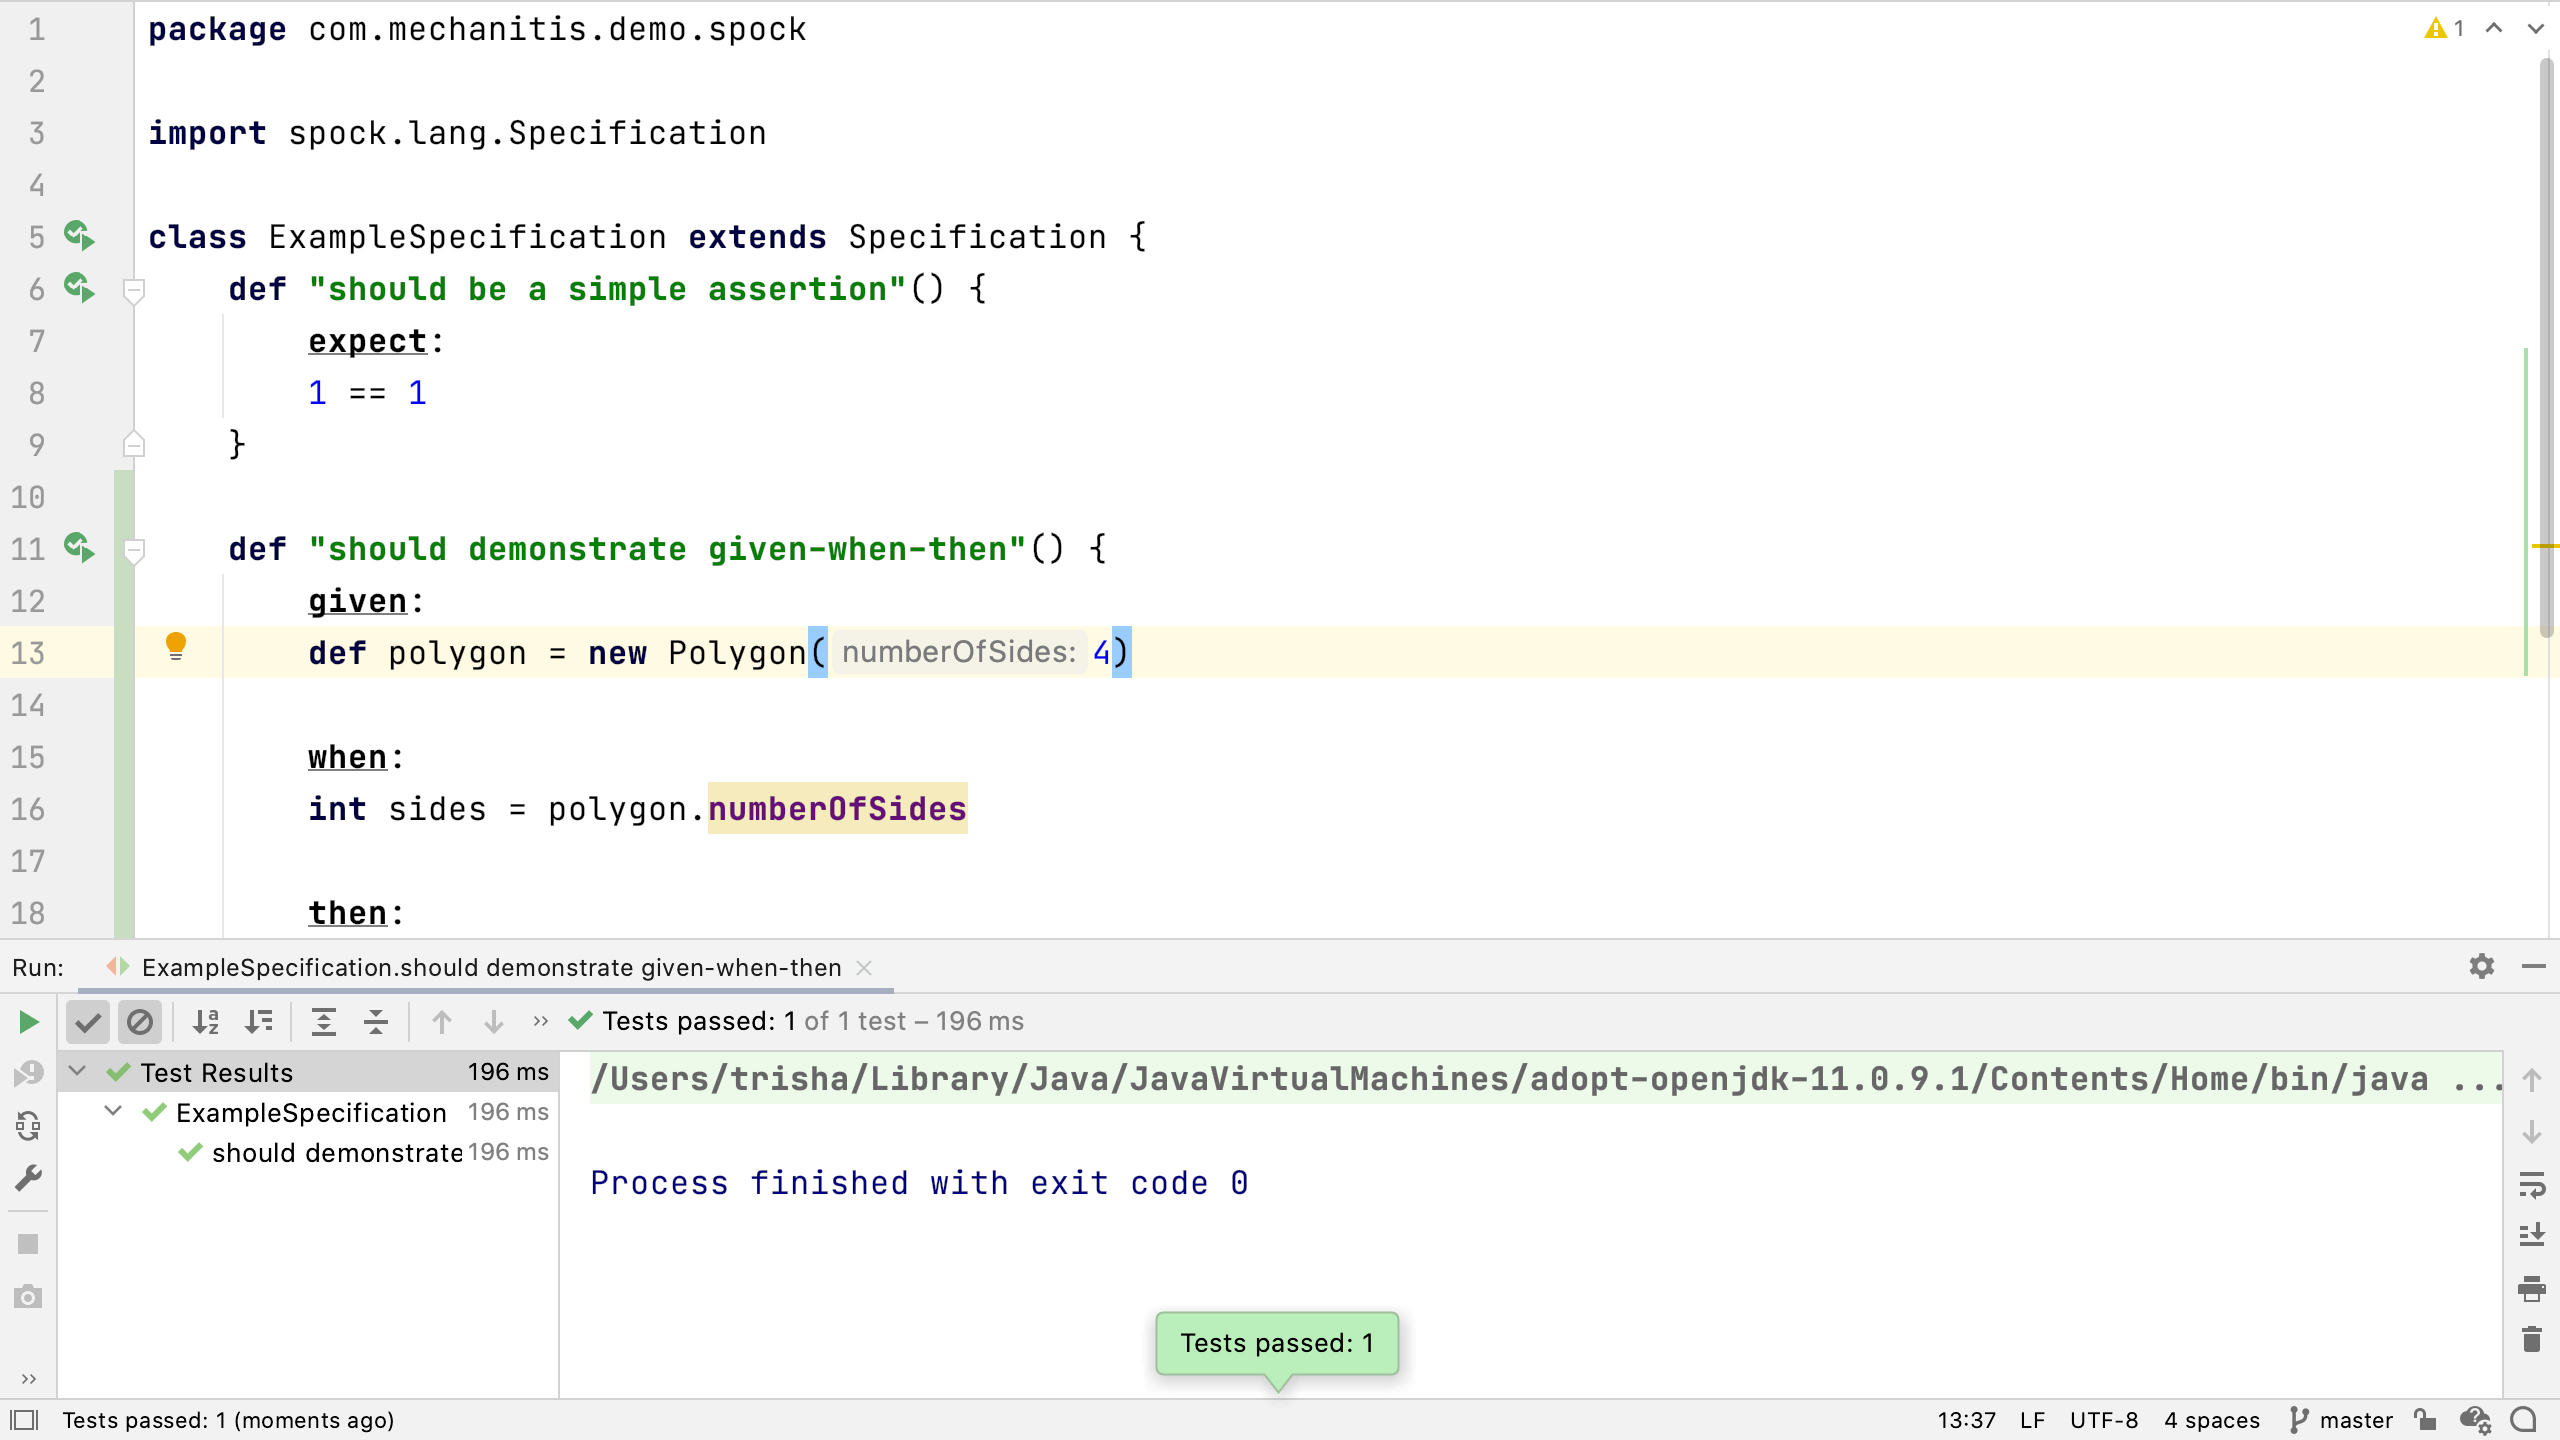 1 package com.mechanitis.demo.spock
2
3 import spock.lang.Specification
4
5 class ExampleSpecification extends Specification {
6 def "should be a simple assertion"() {
7 expect:
8 1 == 1
9 }
10
11 def "should demonstrate given-when-then"() {
12 given:
13 def polygon = new Polygon( numberOfSides: 4)
14
15 when:
16 int sides = polygon.numberOfSides
17
18 then:
1
Run: ExampleSpecification.should demonstrate given-when-then
Tests passed: 1 of 1 test – 196 ms
Test Results 196 ms
ExampleSpecification 196 ms
should demonstrate 196 ms
/Users/trisha/Library/Java/JavaVirtualMachines/adopt-openjdk-11.0.9.1/Contents/Home/bin/java ...
Process finished with exit code 0
Tests passed: 1
Tests passed: 1 (moments ago) 13:37 LF UTF-8 4 spaces master